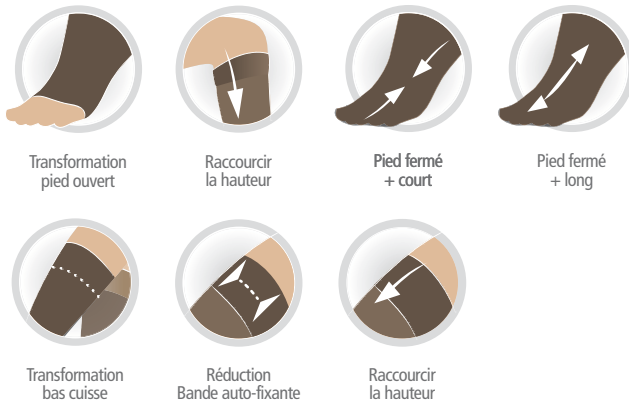 Transformation
pied ouvert
Raccourcir
la hauteur
Pied fermé
+ court
Pied fermé
+ long
Transformation
bas cuisse
Réduction
Bande auto-fixante
Raccourcir
la hauteur